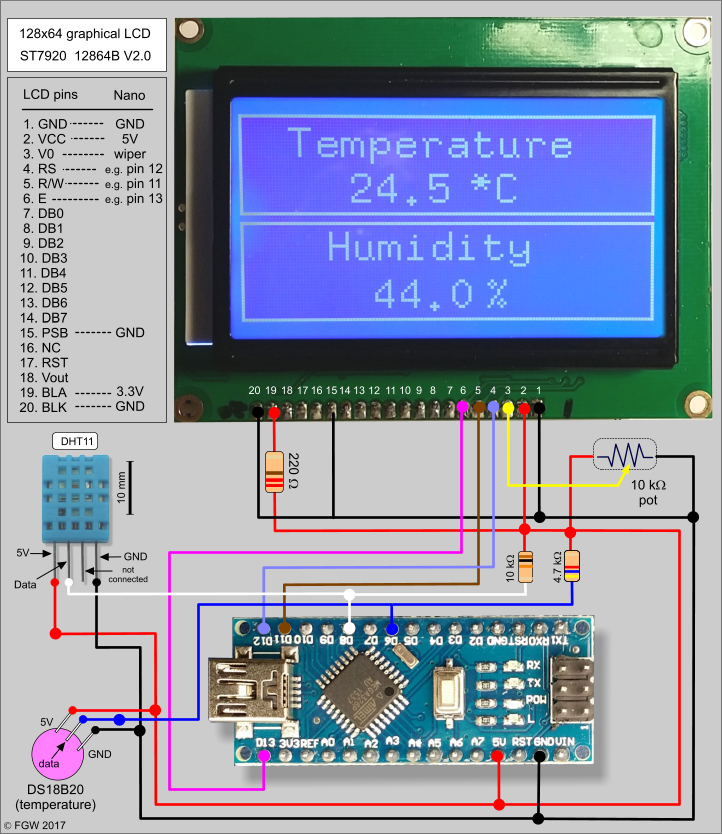 128x64 graphical LCD
ST7920 12864B V2.0
LCD pins Nano
1. GND ------- GND
2. VCC ------- 5V
3. V0 -------- wiper
4. RS ------- e.g. pin 12
5. R/W ------- e.g. pin 11
6. E --------- e.g. pin 13
7. DB0
8. DB1
9. DB2
10. DB3
11. DB4
12. DB5
13. DB6
14. DB7
15. PSB ------- GND
16. NC
17. RST
18. Vout
19. BLA ------- 3.3V
20. BLK ------- GND
Temperature
24.5 *C
Humidity
44.0 %
20 19 18 17 16 15 14 13 12 11 10 9 8 7 6 5 4 3 2 1
DHT11
10 mm
220 Ω
10 kΩ
pot
5V
GND
Data
not
connected
10 kΩ
4.7 kΩ
D12 D11 D10 D9 D8 D7 D6 D5 D4 D3 D2 GND RST RX0 TX1
RX
TX
POW
L
D13 3V3 REF A0 A1 A2 A3 A4 A5 A6 A7 5V RST GND VIN
5V
GND
data
DS18B20
(temperature)
© FGW 2017